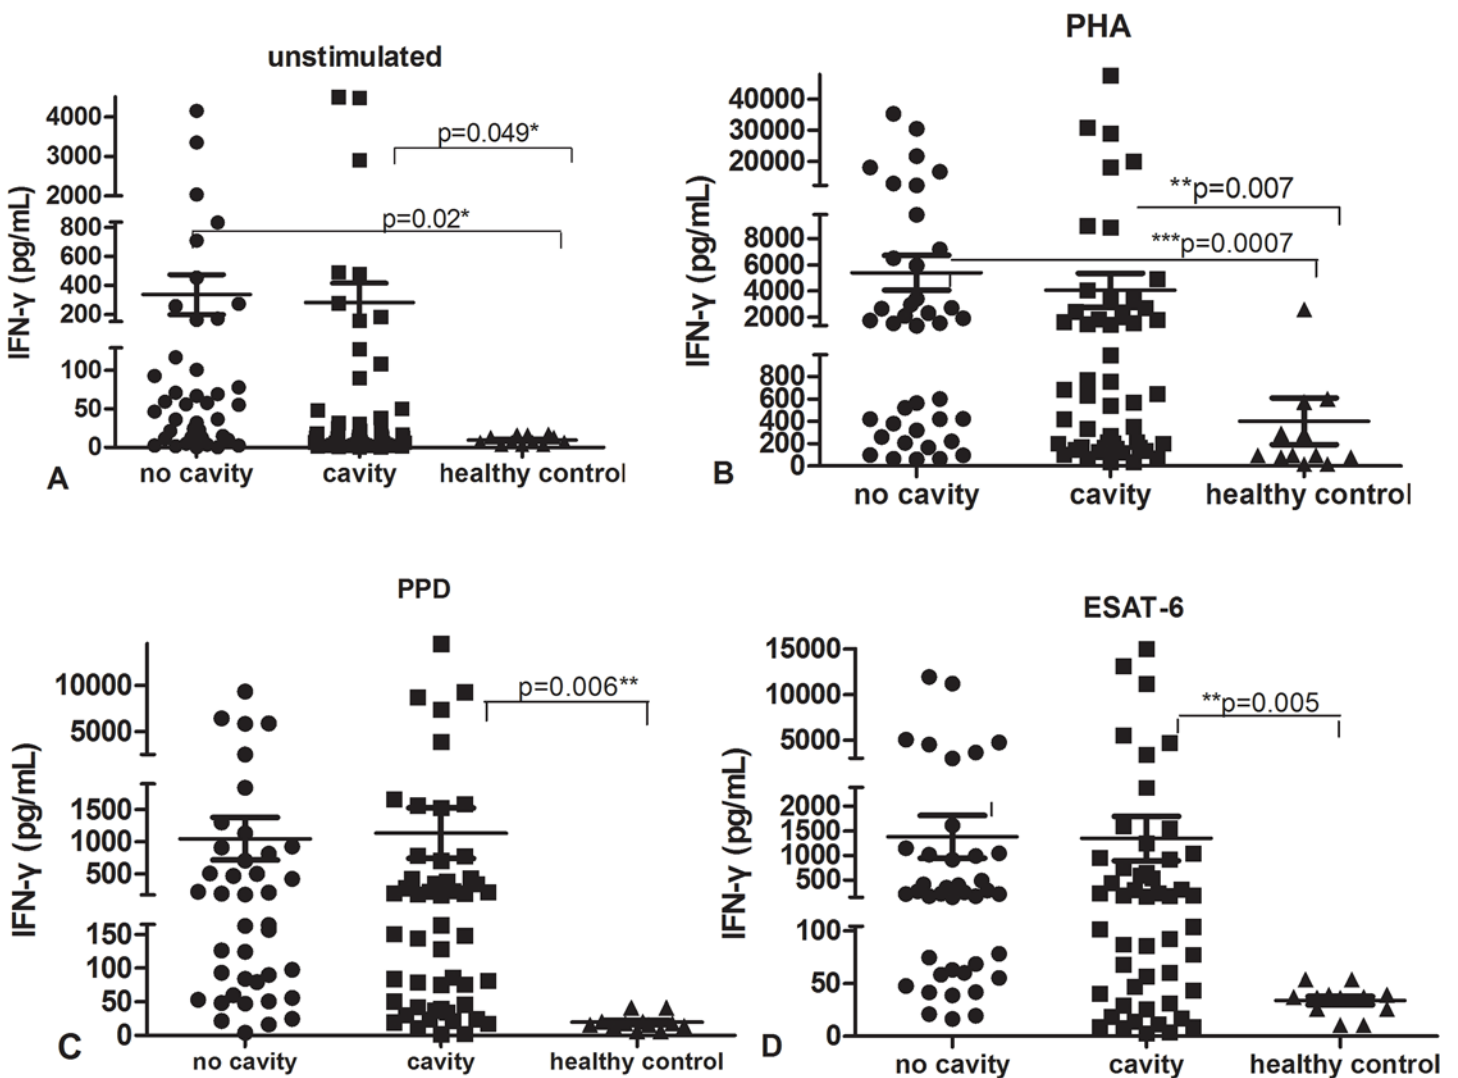 unstimulated
IFN-γ (pg/mL)
4000
3000
2000
800
600
400
200
100
50
0
p=0.049*
p=0.02*
no cavity
cavity
healthy control
A
PHA
IFN-γ (pg/mL)
40000
30000
20000
8000
6000
4000
2000
800
600
400
200
0
**p=0.007
***p=0.0007
no cavity
cavity
healthy control
B
PPD
IFN-γ (pg/mL)
10000
5000
1500
1000
500
150
100
50
0
p=0.006**
no cavity
cavity
healthy control
C
ESAT-6
IFN-γ (pg/mL)
15000
10000
5000
2000
1500
1000
500
100
50
0
**p=0.005
no cavity
cavity
healthy control
D